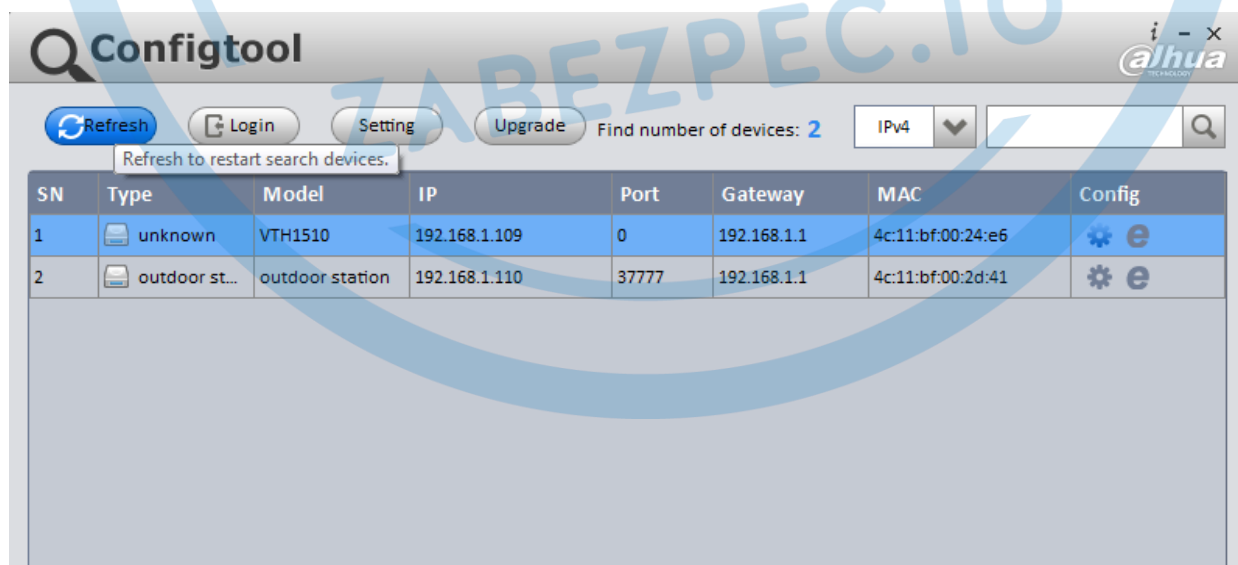 ZABEZPEC.IO
Configtool
i - x
alhua
TECHNOLOGY
Refresh Login Setting Upgrade Find number of devices: 2 IPv4
Refresh to restart search devices.
SN Type Model IP Port Gateway MAC Config
1 unknown VTH1510 192.168.1.109 0 192.168.1.1 4c:11:bf:00:24:e6 e
2 outdoor st... outdoor station 192.168.1.110 37777 192.168.1.1 4c:11:bf:00:2d:41 e